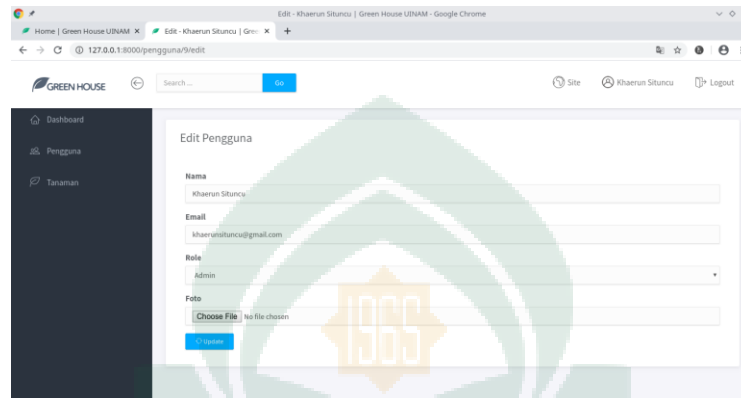 Edit - Khaerun Situncu | Green House UINAM - Google Chrome
Home | Green House UINAM
Edit - Khaerun Situncu | Gree
127.0.0.1:8000/pengguna/9/edit
GREEN HOUSE
Search ...
Go
Site
Khaerun Situncu
Logout
Dashboard
Pengguna
Tanaman
Edit Pengguna
Nama
Khaerun Situncu
Email
khaerunsituncu@gmail.com
Role
Admin
Foto
Choose File No file chosen
Update
1965